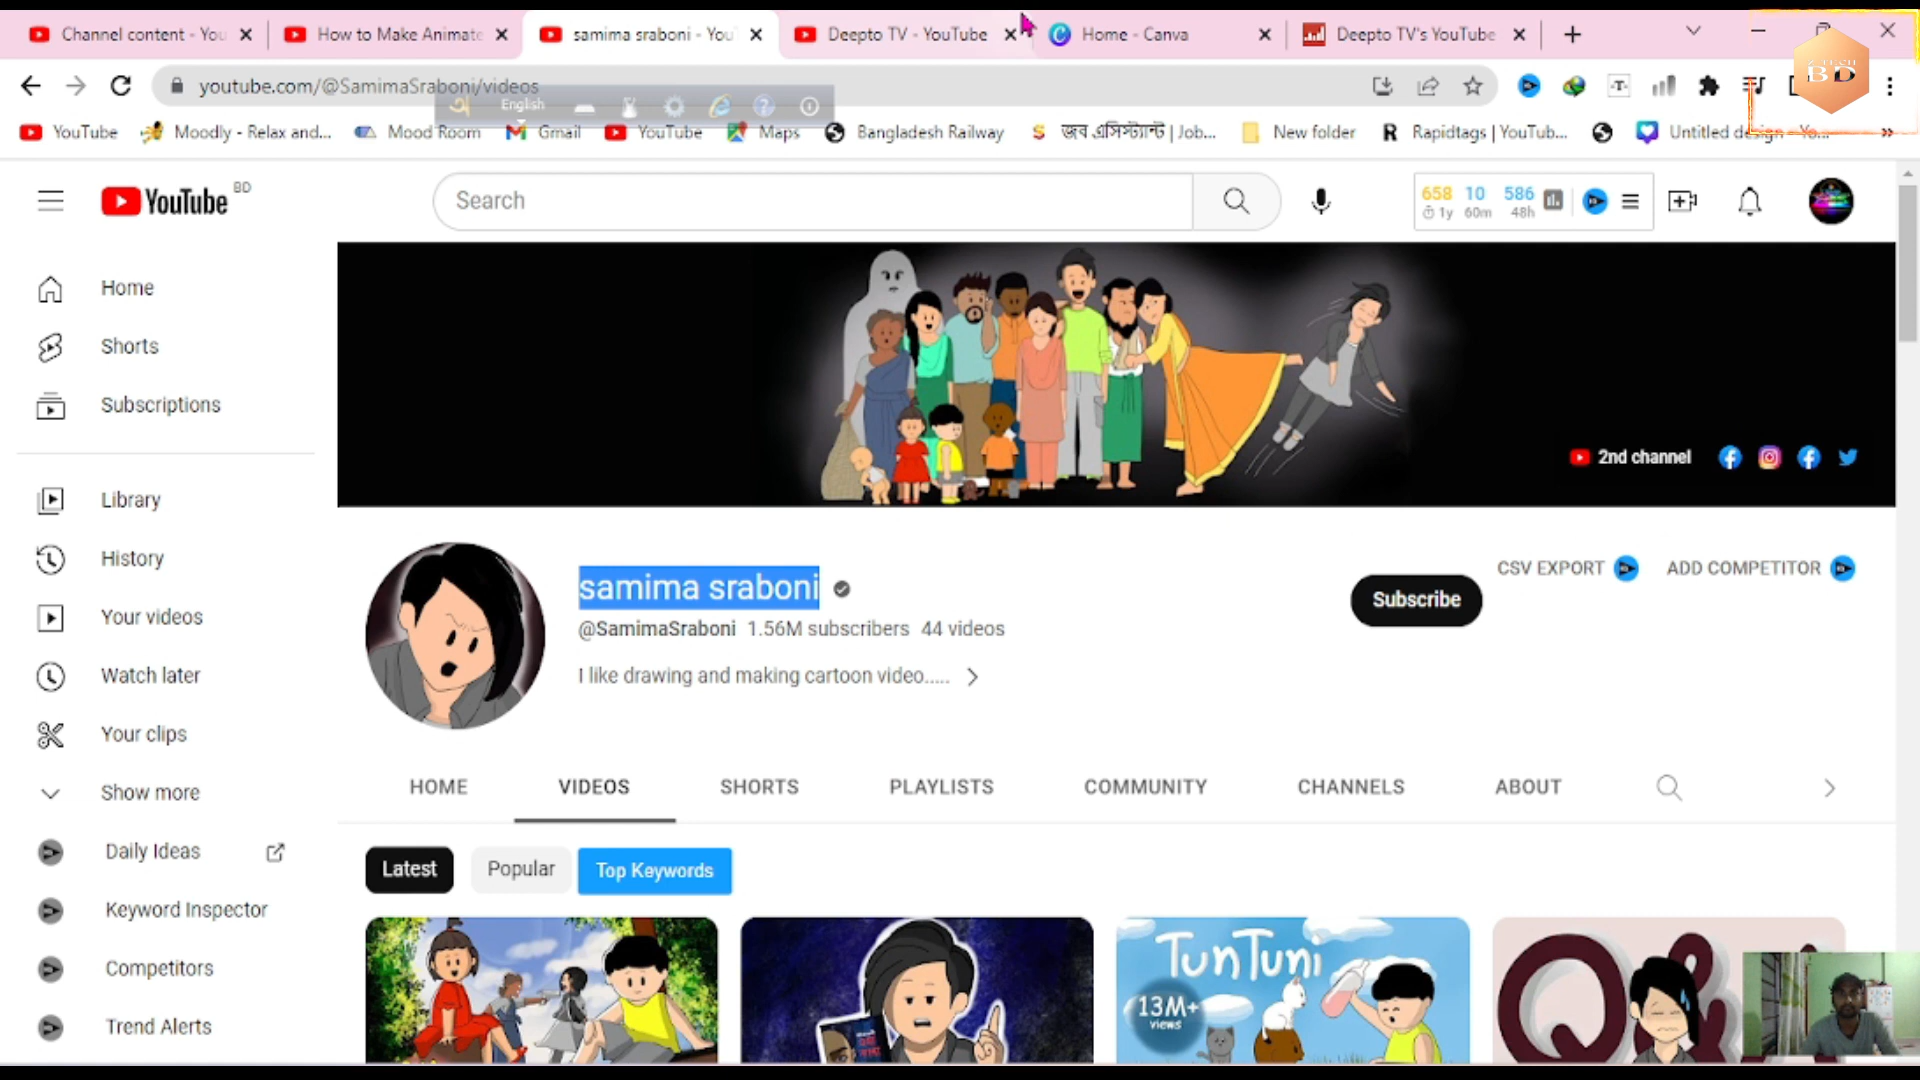 Channel content - You
How to Make Animate
samima sraboni - You
Deepto TV - YouTube
Home - Canva
Deepto TV's YouTube
youtube.com/@SamimaSraboni/videos
English
YouTube
Moodly - Relax and...
Mood Room
Gmail
YouTube
Maps
Bangladesh Railway
জব এসিস্ট্যান্ট | Job...
New folder
Rapidtags | YouTub...
Untitled design - Yo...
BD
YouTube BD
Search
658 10 586
1y 60m 48h
Home
Shorts
Subscriptions
Library
History
Your videos
Watch later
Your clips
Show more
Daily Ideas
Keyword Inspector
Competitors
Trend Alerts
2nd channel
samima sraboni
@SamimaSraboni 1.56M subscribers 44 videos
I like drawing and making cartoon video.....
Subscribe
CSV EXPORT
ADD COMPETITOR
HOME
VIDEOS
SHORTS
PLAYLISTS
COMMUNITY
CHANNELS
ABOUT
Latest
Popular
Top Keywords
TunTuni
13M+
views